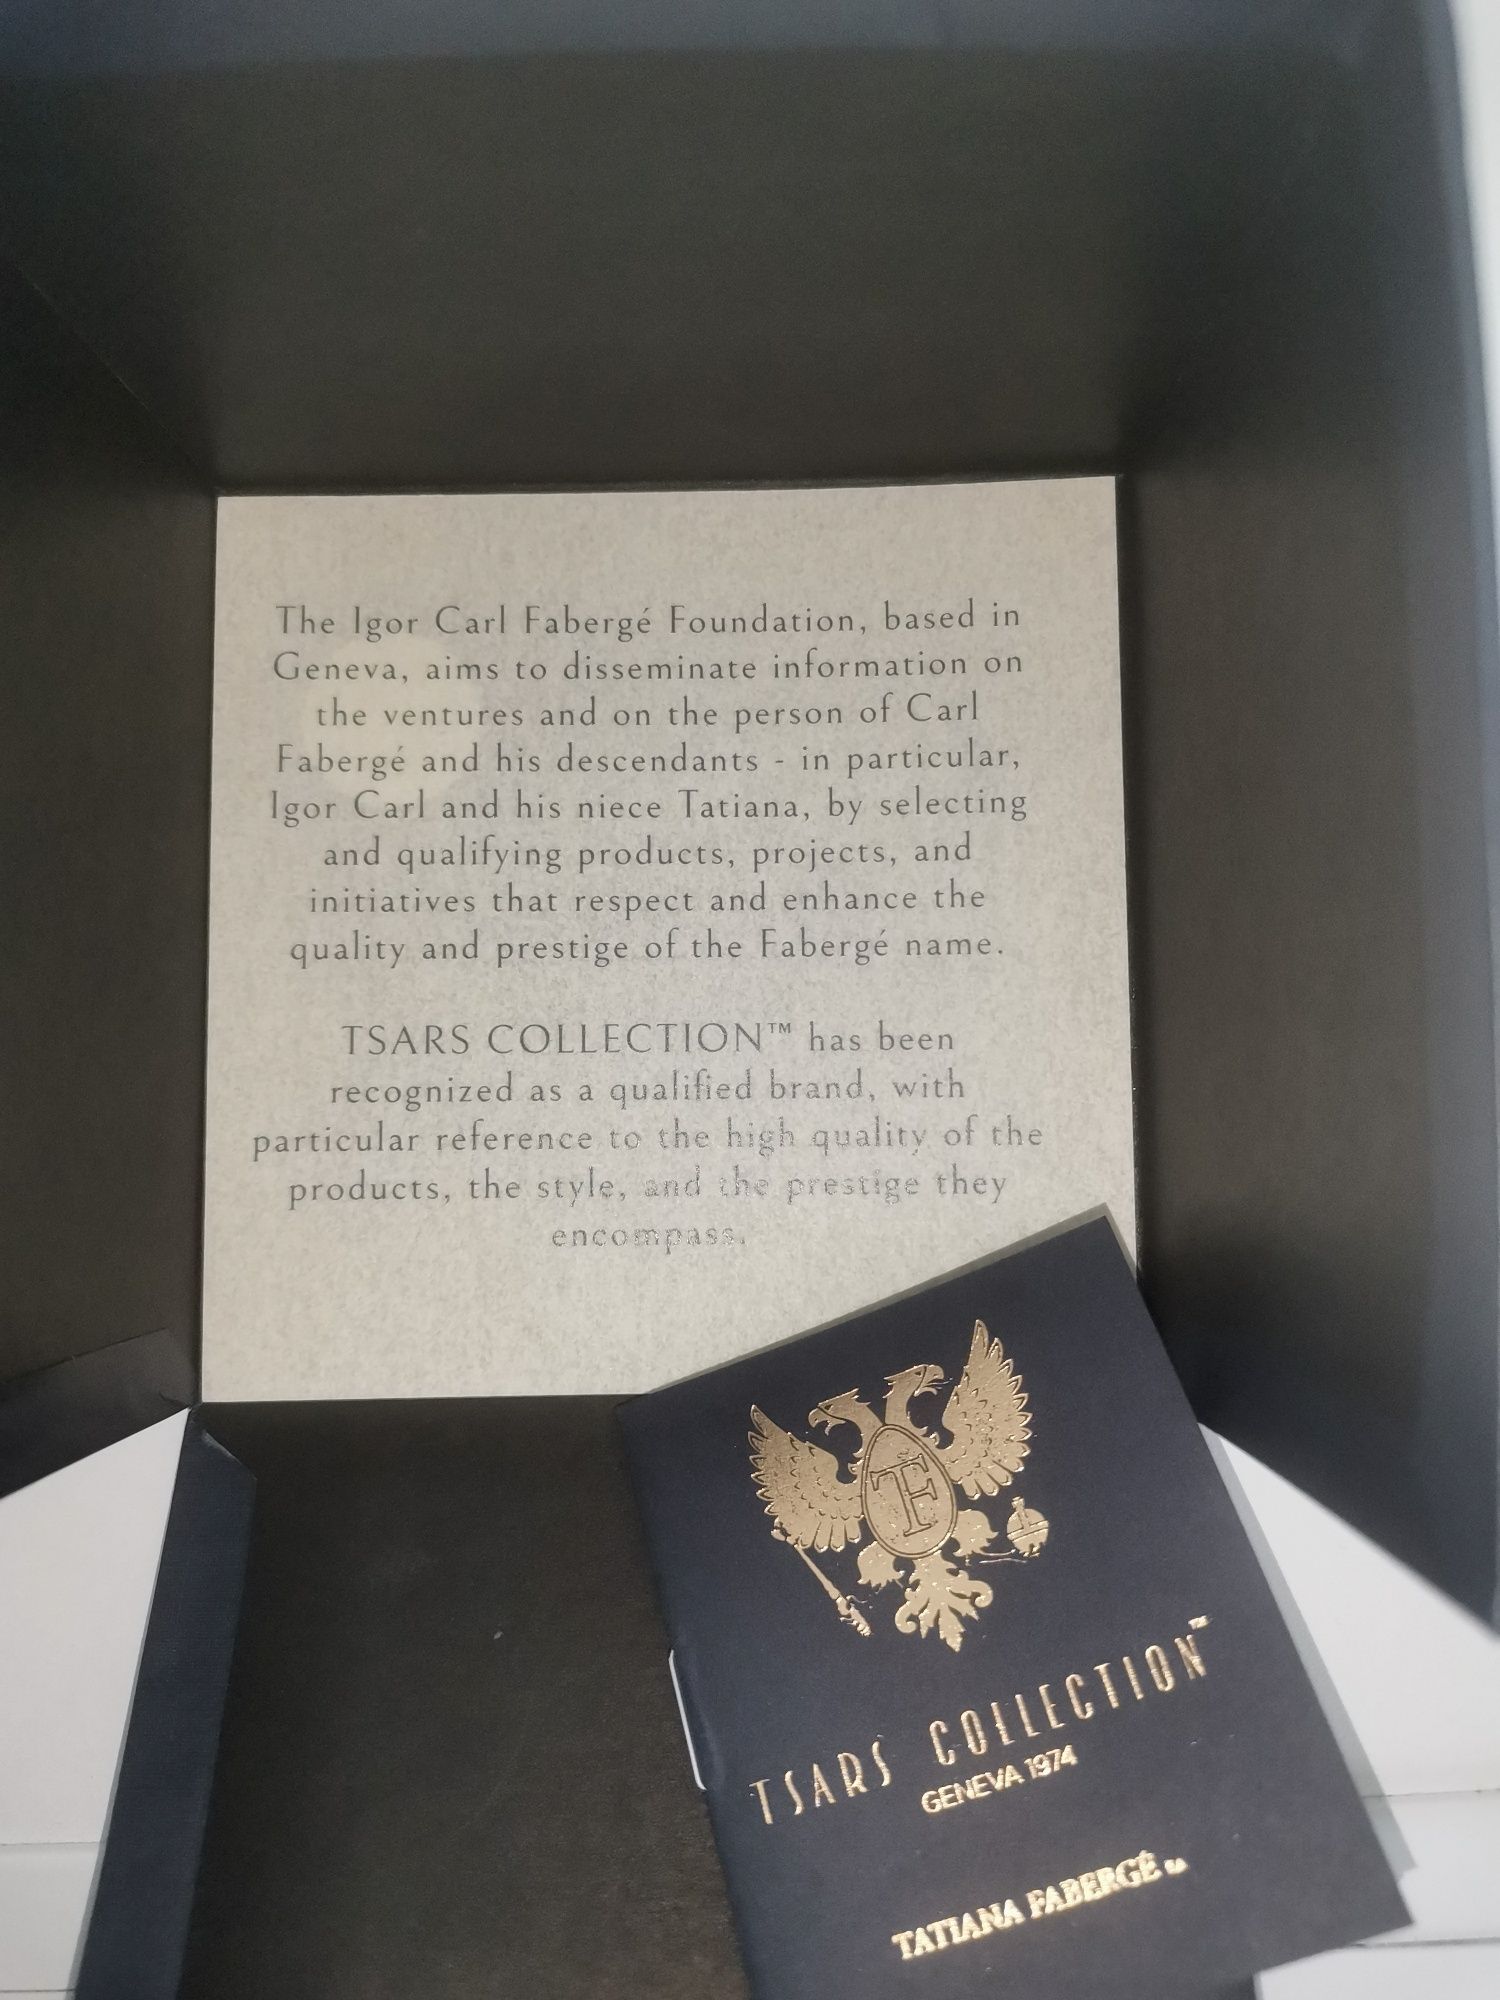 The Igor Carl Fabergé Foundation, based in
Geneva, aims to disseminate information on
the ventures and on the person of Carl
Fabergé and his descendants - in particular,
Igor Carl and his niece Tatiana, by selecting
and qualifying products, projects, and
initiatives that respect and enhance the
quality and prestige of the Fabergé name.
TSARS COLLECTION™ has been
recognized as a qualified brand, with
particular reference to the high quality of the
products, the style, and the prestige they
encompass.
TF
TSARS COLLECTION™
GENEVA 1974
TATIANA FABERGÉ SA